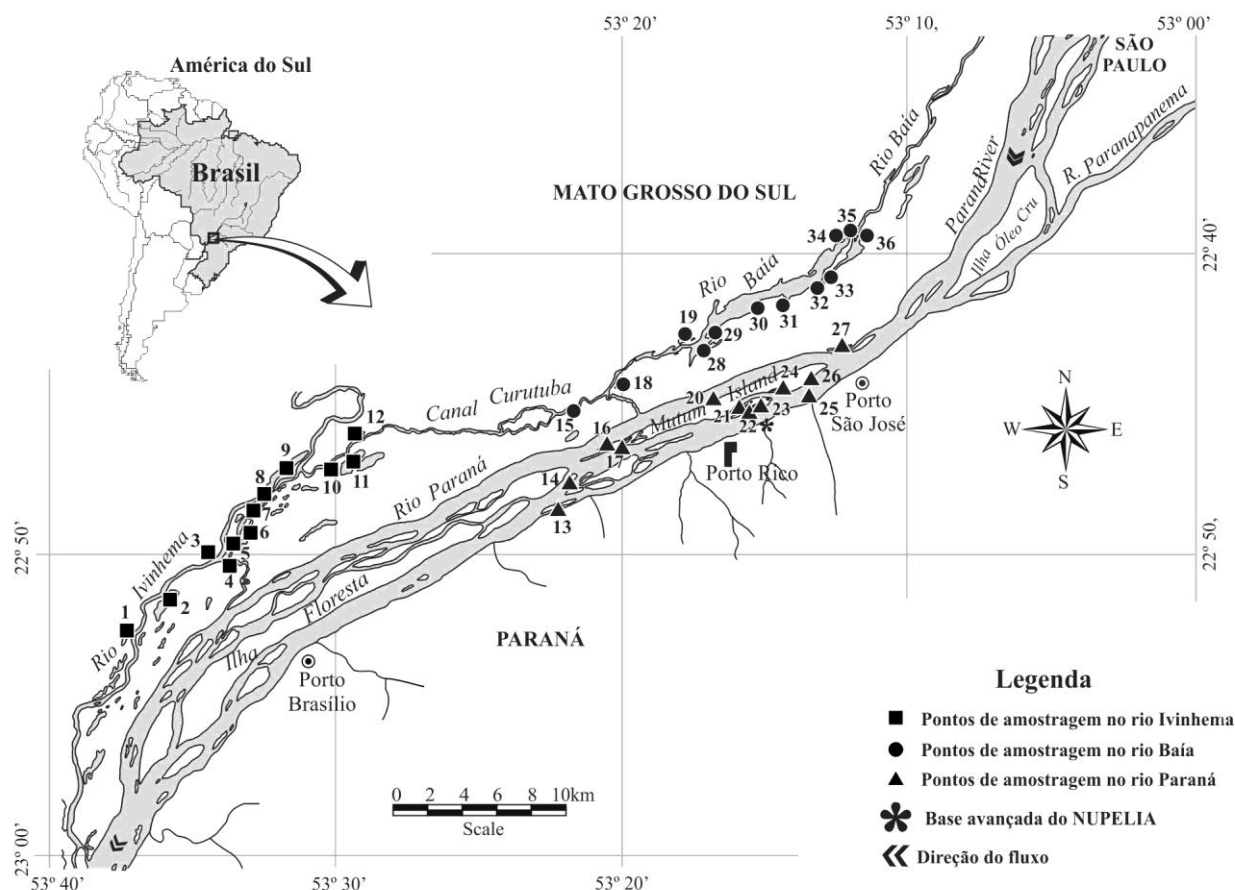 53º 20'
53º 10,
53º 00'
América do Sul
Brasil
SÃO
PAULO
MATO GROSSO DO SUL
Rio Baía
Paraná River
R. Paranapanema
Ilha Óleo Cru
22º 40'
35
34
36
Rio Baía
33
32
31
30
29
19
28
27
18
24
26
20
Mutum Island
25
21
22
23
Porto
São José
Porto Rico
N
W
E
S
Canal Curutuba
15
12
16
17
9
10
11
8
14
13
7
6
5
3
4
Rio Paraná
22º 50'
22º 50,
Rio Ivinhema
2
1
Ilha Floresta
PARANÁ
Porto
Brasílio
Legenda
Pontos de amostragem no rio Ivinhema
Pontos de amostragem no rio Baía
Pontos de amostragem no rio Paraná
Base avançada do NUPELIA
Direção do fluxo
0 2 4 6 8 10km
Scale
23º 00'
53º 40'
53º 30'
53º 20'